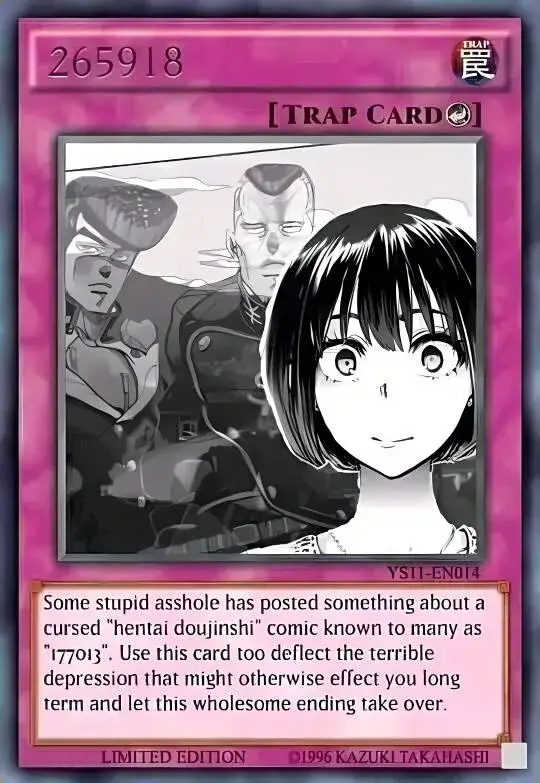 265918
TRAP
罠
[TRAP CARD]
YS11-EN014
Some stupid asshole has posted something about a
cursed "hentai doujinshi" comic known to many as
"177013". Use this card too deflect the terrible
depression that might otherwise effect you long
term and let this wholesome ending take over.
LIMITED EDITION ©1996 KAZUKI TAKAHASHI